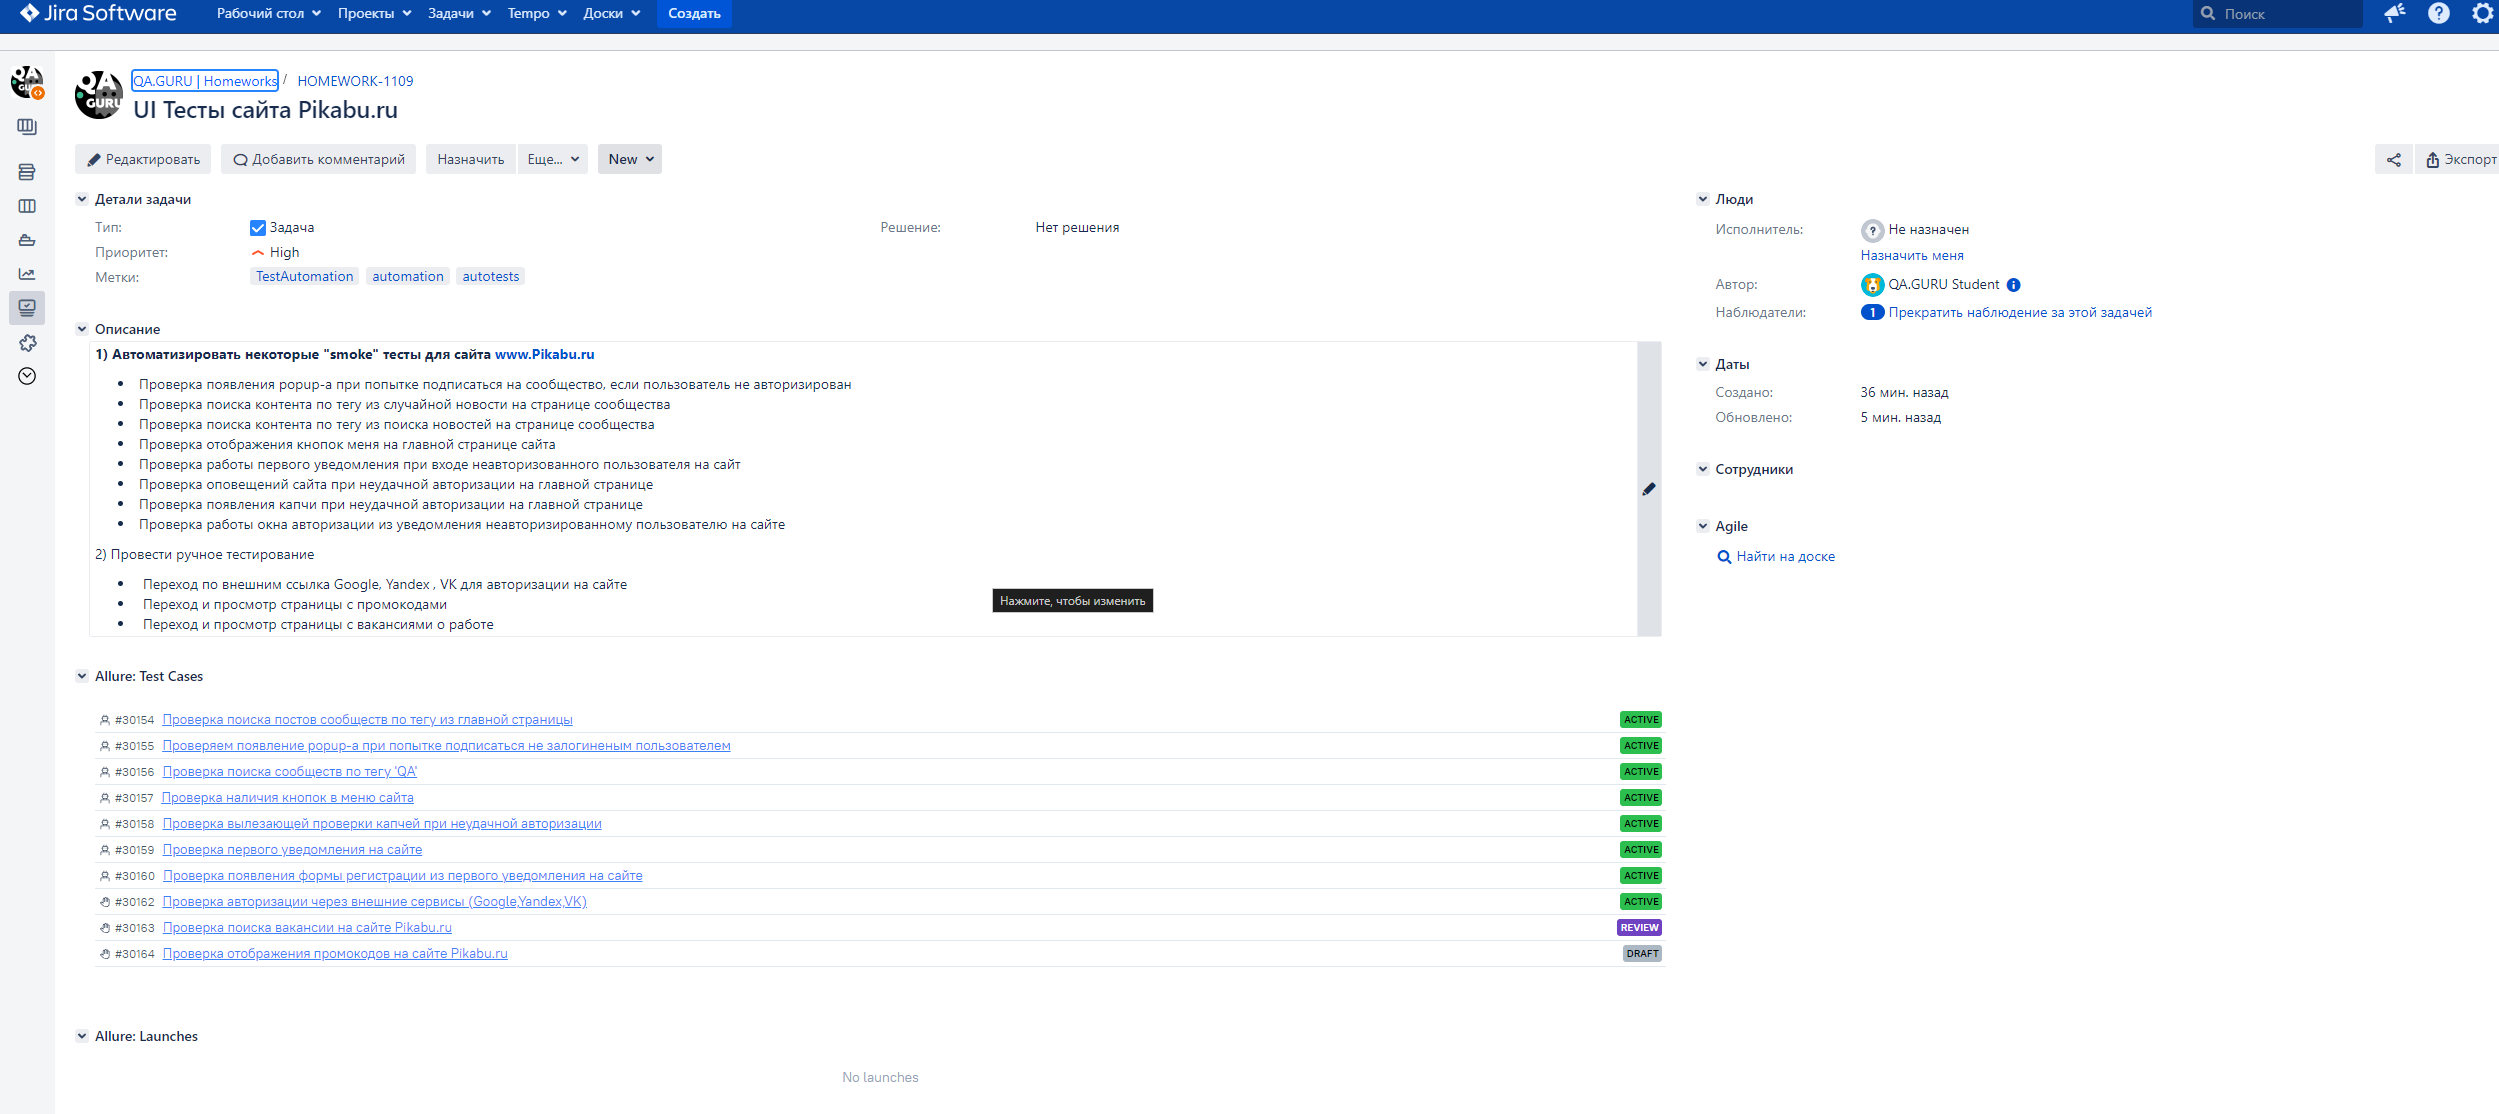 Jira Software Рабочий стол Проекты Задачи Tempo Доски Создать Поиск
QA.GURU | Homeworks / HOMEWORK-1109
UI Тесты сайта Pikabu.ru
Редактировать Добавить комментарий Назначить Еще... New Экспорт
Детали задачи
Тип: Задача Решение: Нет решения
Приоритет: High
Метки: TestAutomation automation autotests
Описание
1) Автоматизировать некоторые "smoke" тесты для сайта www.Pikabu.ru
• Проверка появления popup-а при попытке подписаться на сообщество, если пользователь не авторизирован
• Проверка поиска контента по тегу из случайной новости на странице сообщества
• Проверка поиска контента по тегу из поиска новостей на странице сообщества
• Проверка отображения кнопок меня на главной странице сайта
• Проверка работы первого уведомления при входе неавторизованного пользователя на сайт
• Проверка оповещений сайта при неудачной авторизации на главной странице
• Проверка появления капчи при неудачной авторизации на главной странице
• Проверка работы окна авторизации из уведомления неавторизированному пользователю на сайте
2) Провести ручное тестирование
• Переход по внешним ссылка Google, Yandex , VK для авторизации на сайте
• Переход и просмотр страницы с промокодами
• Переход и просмотр страницы с вакансиями о работе
Нажмите, чтобы изменить
Allure: Test Cases
#30154 Проверка поиска постов сообществ по тегу из главной страницы ACTIVE
#30155 Проверяем появление popup-а при попытке подписаться не залогиненым пользователем ACTIVE
#30156 Проверка поиска сообществ по тегу 'QA' ACTIVE
#30157 Проверка наличия кнопок в меню сайта ACTIVE
#30158 Проверка вылезающей проверки капчей при неудачной авторизации ACTIVE
#30159 Проверка первого уведомления на сайте ACTIVE
#30160 Проверка появления формы регистрации из первого уведомления на сайте ACTIVE
#30162 Проверка авторизации через внешние сервисы (Google,Yandex,VK) ACTIVE
#30163 Проверка поиска вакансии на сайте Pikabu.ru REVIEW
#30164 Проверка отображения промокодов на сайте Pikabu.ru DRAFT
Allure: Launches
No launches
Люди
Исполнитель: Не назначен
Назначить меня
Автор: QA.GURU Student
Наблюдатели: 1 Прекратить наблюдение за этой задачей
Даты
Создано: 36 мин. назад
Обновлено: 5 мин. назад
Сотрудники
Agile
Найти на доске